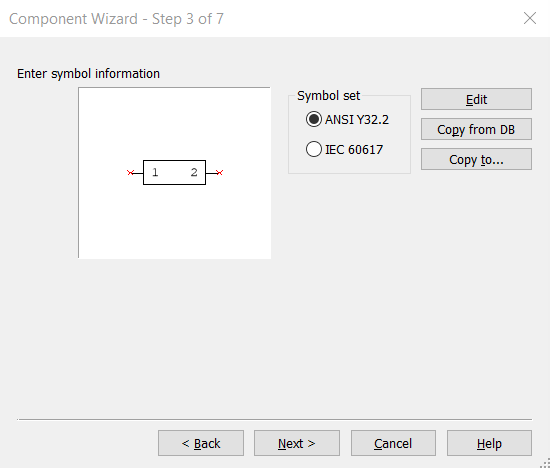 Component Wizard - Step 3 of 7
Enter symbol information
1 2
Symbol set
ANSI Y32.2
IEC 60617
Edit
Copy from DB
Copy to...
< Back
Next >
Cancel
Help